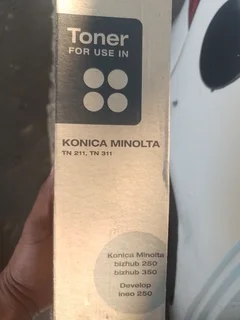 Toner
FOR USE IN
KONICA MINOLTA
TN 211, TN 311
Konica Minolta
bizhub 250
bizhub 350
Develop
ineo 250